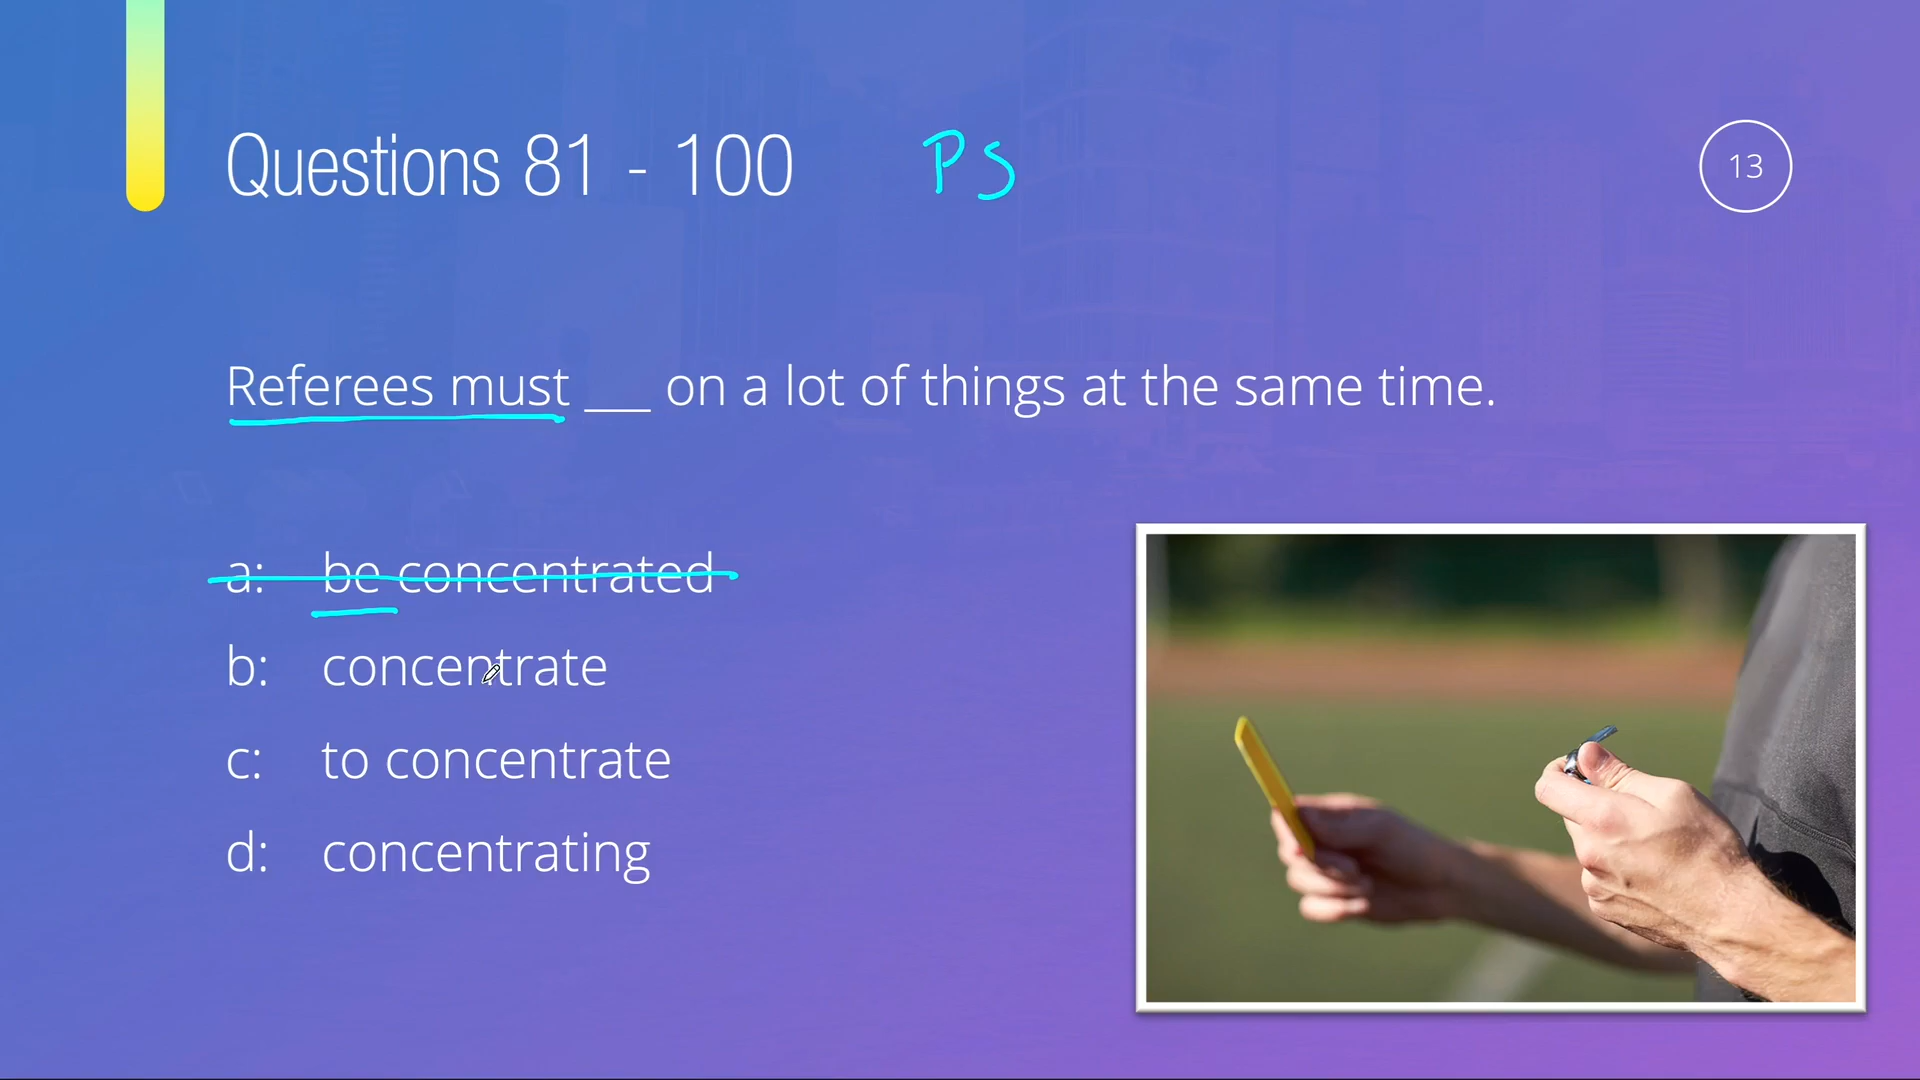 Questions 81 - 100 PS
13
Referees must ___ on a lot of things at the same time.
a: be concentrated
b: concentrate
c: to concentrate
d: concentrating